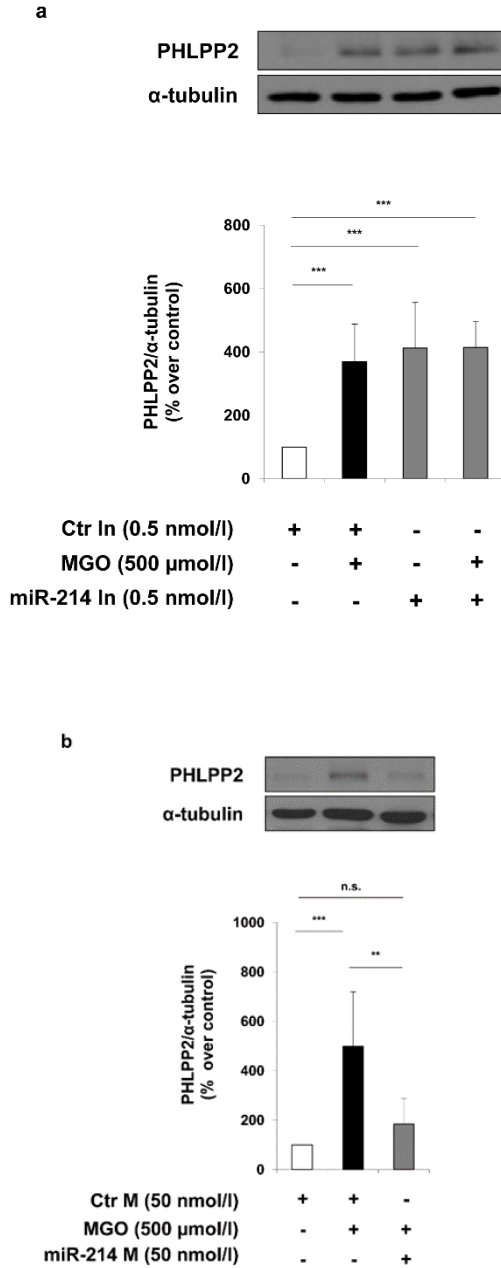 a
PHLPP2
α-tubulin
***
***
***
800
600
400
200
0
PHLPP2/α-tubulin
(% over control)
Ctr In (0.5 nmol/l) + + - -
MGO (500 µmol/l) - + - +
miR-214 In (0.5 nmol/l) - - + +
b
PHLPP2
α-tubulin
n.s.
***
**
1000
800
600
400
200
0
PHLPP2/α-tubulin
(% over control)
Ctr M (50 nmol/l) + + -
MGO (500 µmol/l) - + +
miR-214 M (50 nmol/l) - - +